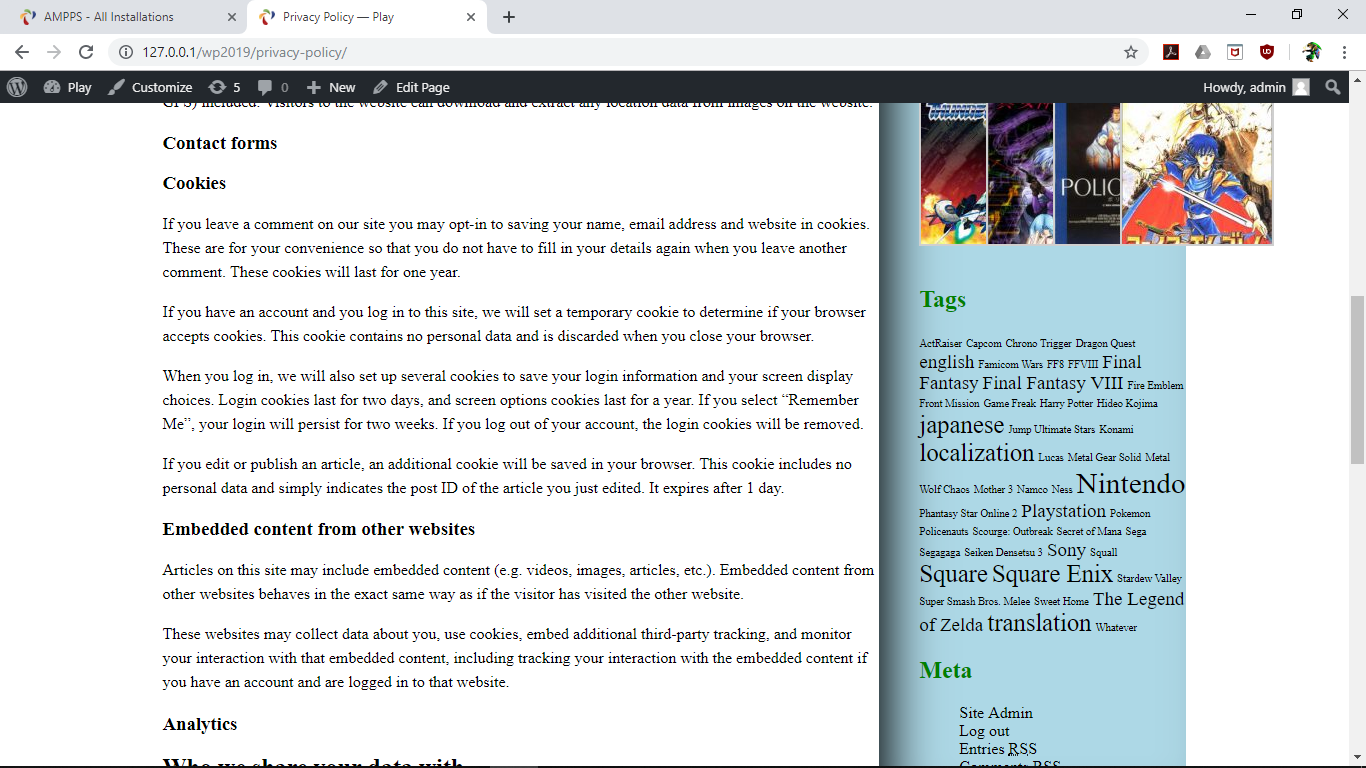 AMPPS - All Installations
Privacy Policy — Play
127.0.0.1/wp2019/privacy-policy/
Play
Customize
5
0
New
Edit Page
Howdy, admin
GPS) included. Visitors to the website can download and extract any location data from images on the website.
Contact forms
Cookies
If you leave a comment on our site you may opt-in to saving your name, email address and website in cookies.
These are for your convenience so that you do not have to fill in your details again when you leave another
comment. These cookies will last for one year.
If you have an account and you log in to this site, we will set a temporary cookie to determine if your browser
accepts cookies. This cookie contains no personal data and is discarded when you close your browser.
When you log in, we will also set up several cookies to save your login information and your screen display
choices. Login cookies last for two days, and screen options cookies last for a year. If you select “Remember
Me”, your login will persist for two weeks. If you log out of your account, the login cookies will be removed.
If you edit or publish an article, an additional cookie will be saved in your browser. This cookie includes no
personal data and simply indicates the post ID of the article you just edited. It expires after 1 day.
Embedded content from other websites
Articles on this site may include embedded content (e.g. videos, images, articles, etc.). Embedded content from
other websites behaves in the exact same way as if the visitor has visited the other website.
These websites may collect data about you, use cookies, embed additional third-party tracking, and monitor
your interaction with that embedded content, including tracking your interaction with the embedded content if
you have an account and are logged in to that website.
Analytics
Who we share your data with
POLIC
Tags
ActRaiser Capcom Chrono Trigger Dragon Quest
english Famicom Wars FF8 FFVIII Final
Fantasy Final Fantasy VIII Fire Emblem
Front Mission Game Freak Harry Potter Hideo Kojima
japanese Jump Ultimate Stars Konami
localization Lucas Metal Gear Solid Metal
Wolf Chaos Mother 3 Namco Ness Nintendo
Phantasy Star Online 2 Playstation Pokemon
Policenauts Scourge: Outbreak Secret of Mana Sega
Segagaga Seiken Densetsu 3 Sony Squall
Square Square Enix Stardew Valley
Super Smash Bros. Melee Sweet Home The Legend
of Zelda translation Whatever
Meta
Site Admin
Log out
Entries RSS
Comments RSS